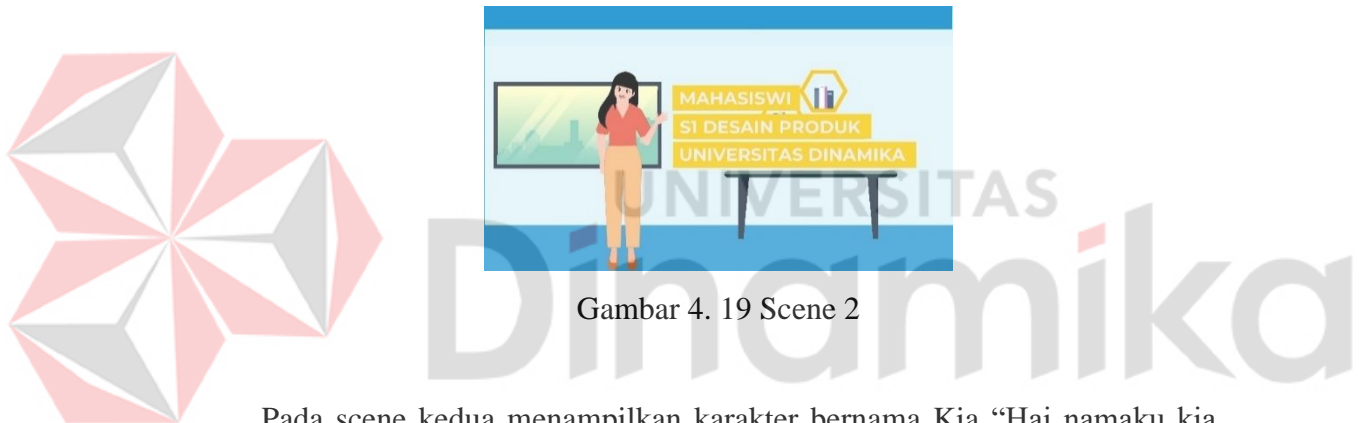 MAHASISWI
S1 DESAIN PRODUK
UNIVERSITAS DINAMIKA
UNIVERSITAS
Dinamika
Gambar 4. 19 Scene 2
Pada scene kedua menampilkan karakter bernama Kia “Hai namaku kia